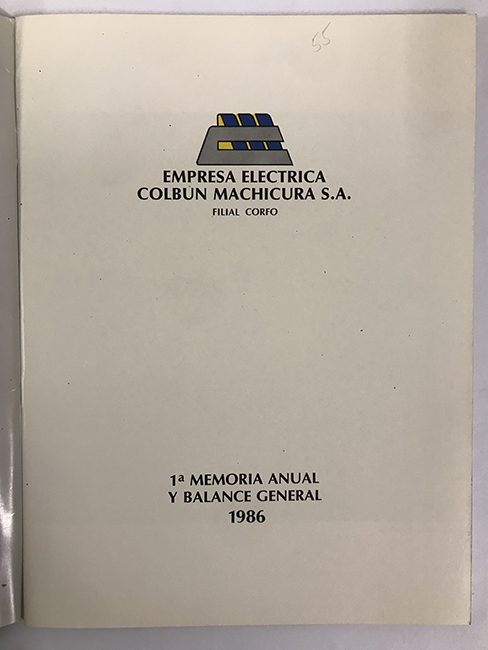 55
EMPRESA ELECTRICA
COLBUN MACHICURA S.A.
FILIAL CORFO
1ª MEMORIA ANUAL
Y BALANCE GENERAL
1986